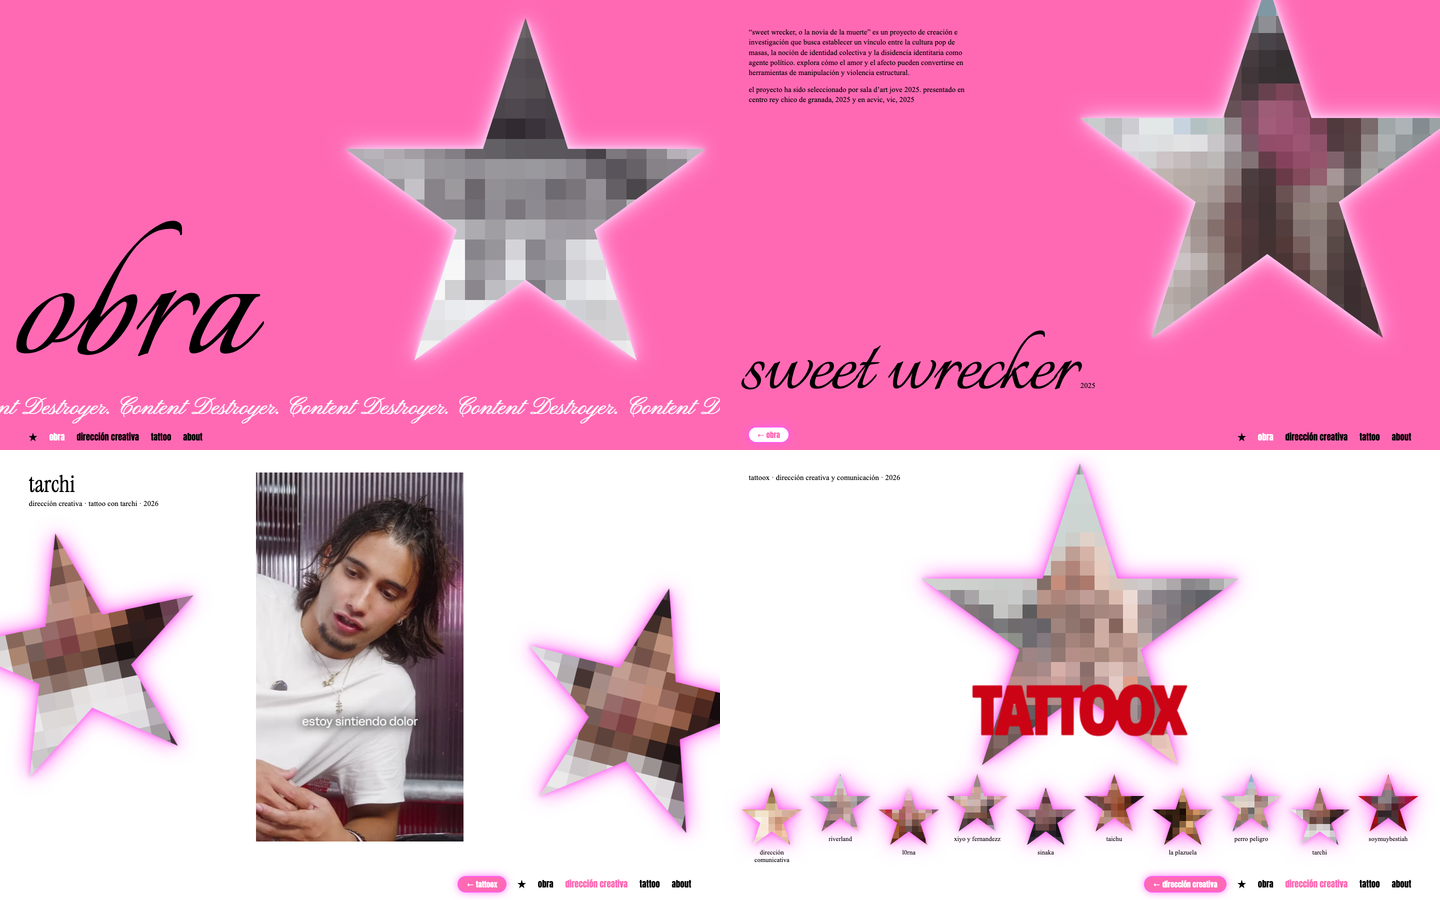 obra
nt Destroyer. Content Destroyer. Content Destroyer. Content Destroyer. Content D
★ obra dirección creativa tattoo about
“sweet wrecker, o la novia de la muerte” es un proyecto de creación e
investigación que busca establecer un vínculo entre la cultura pop de
masas, la noción de identidad colectiva y la disidencia identitaria como
agente político. explora cómo el amor y el afecto pueden convertirse en
herramientas de manipulación y violencia estructural.
el proyecto ha sido seleccionado por sala d’art jove 2025. presentado en
centro rey chico de granada, 2025 y en acvic, vic, 2025
sweet wrecker 2025
← obra
★ obra dirección creativa tattoo about
tarchi
dirección creativa · tattoo con tarchi · 2026
estoy sintiendo dolor
← tattoox ★ obra dirección creativa tattoo about
tattoox · dirección creativa y comunicación · 2026
TATTOOX
dirección
comunicativa
riverland
l0rna
xiyo y fernandezz
sinaka
taichu
la plazuela
perro peligro
tarchi
soymubestiah
← dirección creativa ★ obra dirección creativa tattoo about